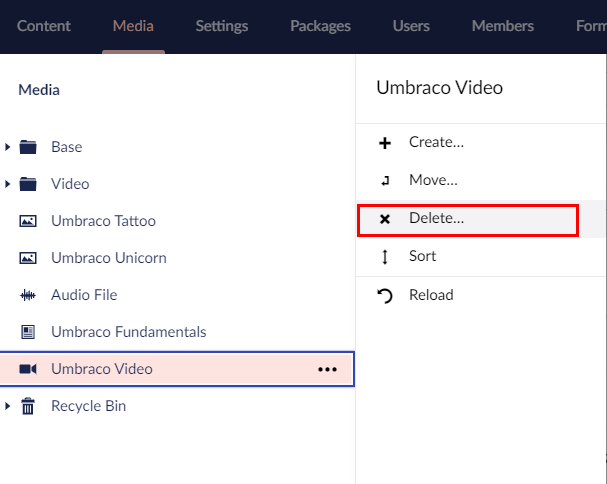 Content Media Settings Packages Users Members Form
Media
Base
Video
Umbraco Tattoo
Umbraco Unicorn
Audio File
Umbraco Fundamentals
Umbraco Video
Recycle Bin
Umbraco Video
Create...
Move...
Delete...
Sort
Reload